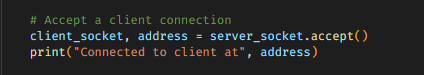 # Accept a client connection
client_socket, address = server_socket.accept()
print("Connected to client at", address)